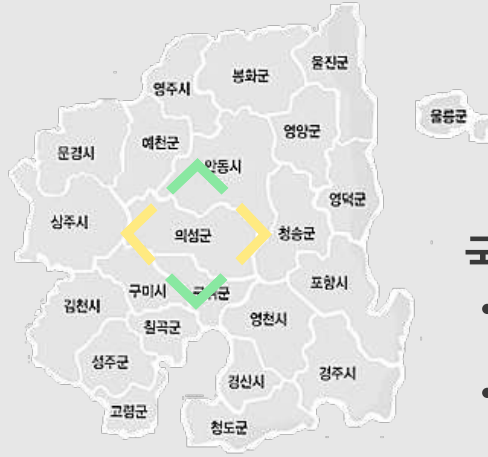 울진군
봉화군
영주시
울릉군
영양군
예천군
문경시
안동시
영덕군
상주시
의성군
청송군
포항시
구미시
김천시
칠곡군
영천시
성주군
경주시
경신시
고령군
청도군